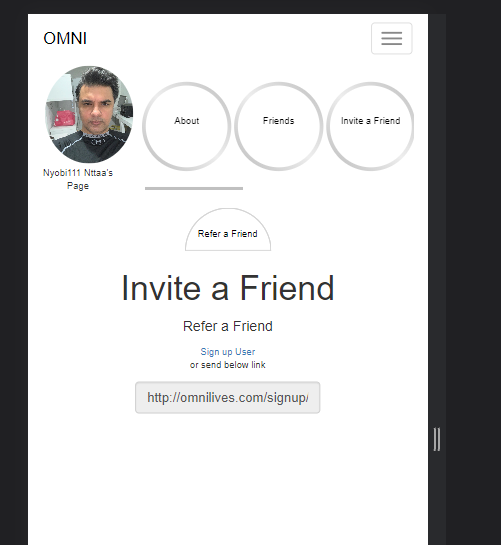 OMNI
About
Friends
Invite a Friend
Nyobi111 Nttaa's
Page
Refer a Friend
Invite a Friend
Refer a Friend
Sign up User
or send below link
http://omnilives.com/signup/